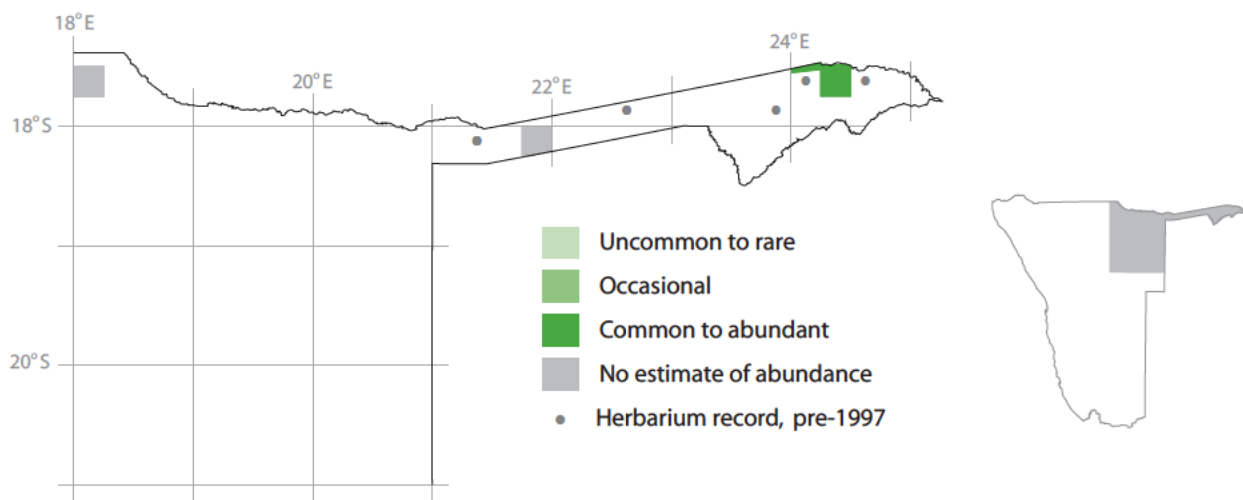 18°E
24°E
20°E
22°E
18°S
Uncommon to rare
Occasional
Common to abundant
20°S
No estimate of abundance
Herbarium record, pre-1997